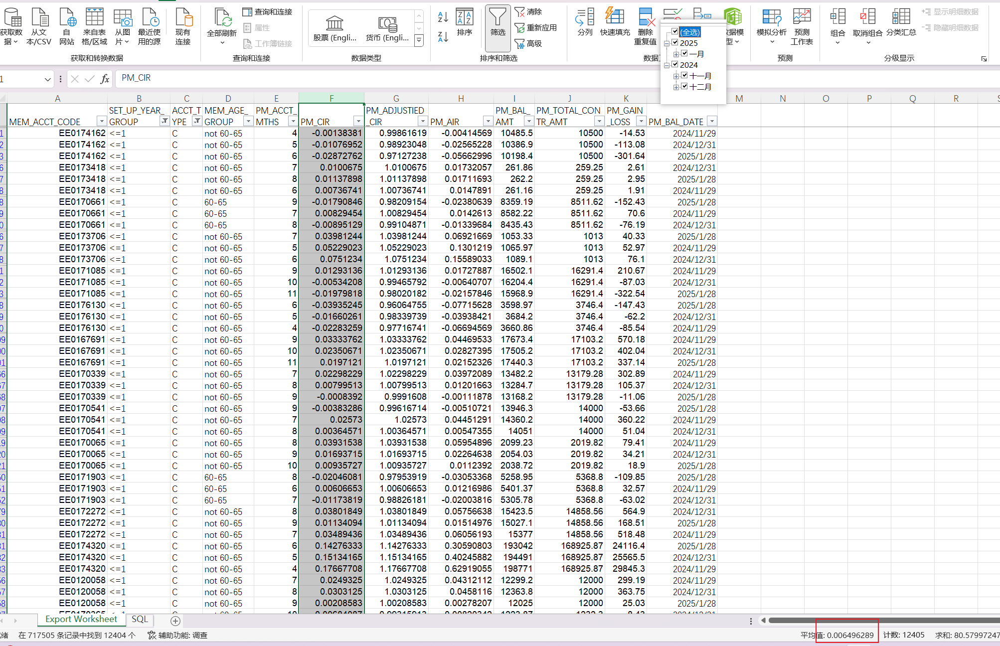 获取数据
从文本/CSV
自网站
来自表格/区域
从图片
最近使用的源
现有连接
全部刷新
查询和连接
属性
工作簿链接
股票 (Engli...
货币 (Engli...
排序
筛选
清除
重新应用
高级
分列
快速填充
删除重复值
模拟分析
预测工作表
组合
取消组合
分类汇总
显示明细数据
隐藏明细数据
获取和转换数据
查询和连接
数据类型
排序和筛选
预测
分级显示
(全选)
2025
一月
2024
十一月
十二月
PM_CIR
A B C D E F G H I J K M N O P Q R
MEM_ACCT_CODE SET_UP_YEAR_GROUP ACCT_TYPE MEM_AGE_GROUP PM_ACCT_MTHS PM_CIR PM_ADJUSTIED_CIR PM_AIR PM_BAL_AMT PM_TOTAL_CONTR_AMT PM_GAIN_LOSS PM_BAL_DATE
EE0174162 <=1 C not 60-65 4 -0.00138381 0.99861619 -0.00414569 10485.5 10500 -14.53 2024/11/29
EE0174162 <=1 C not 60-65 5 -0.01076952 0.98923048 -0.02565228 10386.9 10500 -113.08 2024/12/31
EE0174162 <=1 C not 60-65 6 -0.02872762 0.97127238 -0.05662996 10198.4 10500 -301.64 2025/1/28
EE0173418 <=1 C not 60-65 7 0.0100675 1.0100675 0.01732057 261.86 259.25 2.61 2024/12/31
EE0173418 <=1 C not 60-65 8 0.01137898 1.01137898 0.01711693 262.2 259.25 2.95 2025/1/28
EE0173418 <=1 C not 60-65 6 0.00736741 1.00736741 0.0147891 261.16 259.25 1.91 2024/11/29
EE0170661 <=1 C 60-65 9 -0.01790846 0.98209154 -0.02380639 8359.19 8511.62 -152.43 2025/1/28
EE0170661 <=1 C 60-65 7 0.00829454 1.00829454 0.0142613 8582.22 8511.62 70.6 2024/11/29
EE0170661 <=1 C 60-65 8 -0.00895129 0.99104871 -0.01339684 8435.43 8511.62 -76.19 2024/12/31
EE0173706 <=1 C not 60-65 7 0.03981244 1.03981244 0.06921669 1053.33 1013 40.33 2025/1/28
EE0173706 <=1 C not 60-65 5 0.05229023 1.05229023 0.1301219 1065.97 1013 52.97 2024/11/29
EE0173706 <=1 C not 60-65 6 0.0751234 1.0751234 0.15589033 1089.1 1013 76.1 2024/12/31
EE0171085 <=1 C not 60-65 9 0.01293136 1.01293136 0.01727887 16502.1 16291.4 210.67 2024/11/29
EE0171085 <=1 C not 60-65 10 -0.00534208 0.99465792 -0.00640707 16204.4 16291.4 -87.03 2024/12/31
EE0171085 <=1 C not 60-65 11 -0.01979818 0.98020182 -0.02157846 15968.9 16291.4 -322.54 2025/1/28
EE0176130 <=1 C not 60-65 6 -0.03935245 0.96064755 -0.07715628 3598.97 3746.4 -147.43 2025/1/28
EE0176130 <=1 C not 60-65 5 -0.01660261 0.98339739 -0.03938421 3684.2 3746.4 -62.2 2024/12/31
EE0176130 <=1 C not 60-65 4 -0.02283259 0.97716741 -0.06694569 3660.86 3746.4 -85.54 2024/11/29
EE0167691 <=1 C not 60-65 9 0.03333762 1.03333762 0.04469533 17673.4 17103.2 570.18 2024/11/29
EE0167691 <=1 C not 60-65 10 0.02350671 1.02350671 0.02827395 17505.2 17103.2 402.04 2024/12/31
EE0167691 <=1 C not 60-65 11 0.0197121 1.0197121 0.02152326 17440.3 17103.2 337.14 2025/1/28
EE0170339 <=1 C not 60-65 7 0.02298229 1.02298229 0.03972089 13482.2 13179.28 302.89 2024/11/29
EE0170339 <=1 C not 60-65 8 0.00799513 1.00799513 0.01201663 13284.7 13179.28 105.37 2024/12/31
EE0170339 <=1 C not 60-65 9 -0.0008392 0.9991608 -0.00111878 13168.2 13179.28 -11.06 2025/1/28
EE0170541 <=1 C not 60-65 9 -0.00383286 0.99616714 -0.00510721 13946.3 14000 -53.66 2025/1/28
EE0170541 <=1 C not 60-65 7 0.02573 1.02573 0.04451291 14360.2 14000 360.22 2024/11/29
EE0170541 <=1 C not 60-65 8 0.00364571 1.00364571 0.00547355 14051 14000 51.04 2024/12/31
EE0170065 <=1 C not 60-65 8 0.03931538 1.03931538 0.05954896 2099.23 2019.82 79.41 2024/11/29
EE0170065 <=1 C not 60-65 9 0.01693715 1.01693715 0.02264638 2054.03 2019.82 34.21 2024/12/31
EE0170065 <=1 C not 60-65 10 0.00935727 1.00935727 0.0112392 2038.72 2019.82 18.9 2025/1/28
EE0171903 <=1 C 60-65 8 -0.02046081 0.97953919 -0.03053368 5258.95 5368.8 -109.85 2025/1/28
EE0171903 <=1 C 60-65 6 0.00606653 1.00606653 0.01216986 5401.37 5368.8 32.57 2024/11/29
EE0171903 <=1 C 60-65 7 -0.01173819 0.98826181 -0.02003816 5305.78 5368.8 -63.02 2024/12/31
EE0172272 <=1 C not 60-65 8 0.03801849 1.03801849 0.05756638 15423.5 14858.56 564.9 2024/12/31
EE0172272 <=1 C not 60-65 9 0.01134094 1.01134094 0.01514976 15027.1 14858.56 168.51 2025/1/28
EE0172272 <=1 C not 60-65 7 0.03489436 1.03489436 0.06056193 15377 14858.56 518.48 2024/11/29
EE0174320 <=1 C not 60-65 6 0.14276333 1.14276333 0.30590803 193042 168925.87 24116.4 2025/1/28
EE0174320 <=1 C not 60-65 5 0.15134165 1.15134165 0.40245882 194491 168925.87 25565.5 2024/12/31
EE0174320 <=1 C not 60-65 4 0.17667708 1.17667708 0.62919055 198771 168925.87 29845.3 2024/11/29
EE0120058 <=1 C not 60-65 7 0.0249325 1.0249325 0.04312112 12299.2 12000 299.19 2024/11/29
EE0120058 <=1 C not 60-65 8 0.0303125 1.0303125 0.0458116 12363.8 12000 363.75 2024/12/31
EE0120058 <=1 C not 60-65 9 0.00208583 1.00208583 0.00278207 12025 12000 25.03 2025/1/28
Export Worksheet SQL
在 717505 条记录中找到 12404 个 辅助功能: 调查 平均值: 0.006496289 计数: 12405 求和: 80.57997247